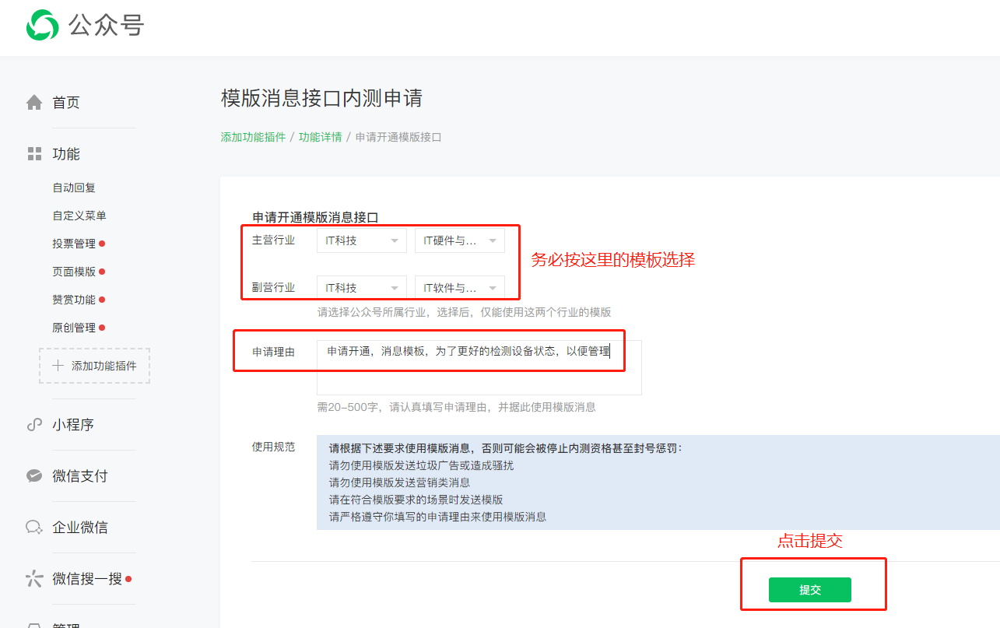 公众号
首页
功能
自动回复
自定义菜单
投票管理
页面模版
赞赏功能
原创管理
添加功能插件
小程序
微信支付
企业微信
微信搜一搜
管理
模版消息接口内测申请
添加功能插件 / 功能详情 / 申请开通模版接口
申请开通模版消息接口
主营行业 IT科技 IT硬件与...
务必按这里的模板选择
副营行业 IT科技 IT软件与...
请选择公众号所属行业，选择后，仅能使用这两个行业的模版
申请理由 申请开通，消息模板，为了更好的检测设备状态，以便管理
需20-500字，请认真填写申请理由，并据此使用模版消息
使用规范 请根据下述要求使用模版消息，否则可能会被停止内测资格甚至封号惩罚：
请勿使用模版发送垃圾广告或造成骚扰
请勿使用模版发送营销类消息
请在符合模版要求的场景时发送模版
请严格遵守你填写的申请理由来使用模版消息
点击提交
提交